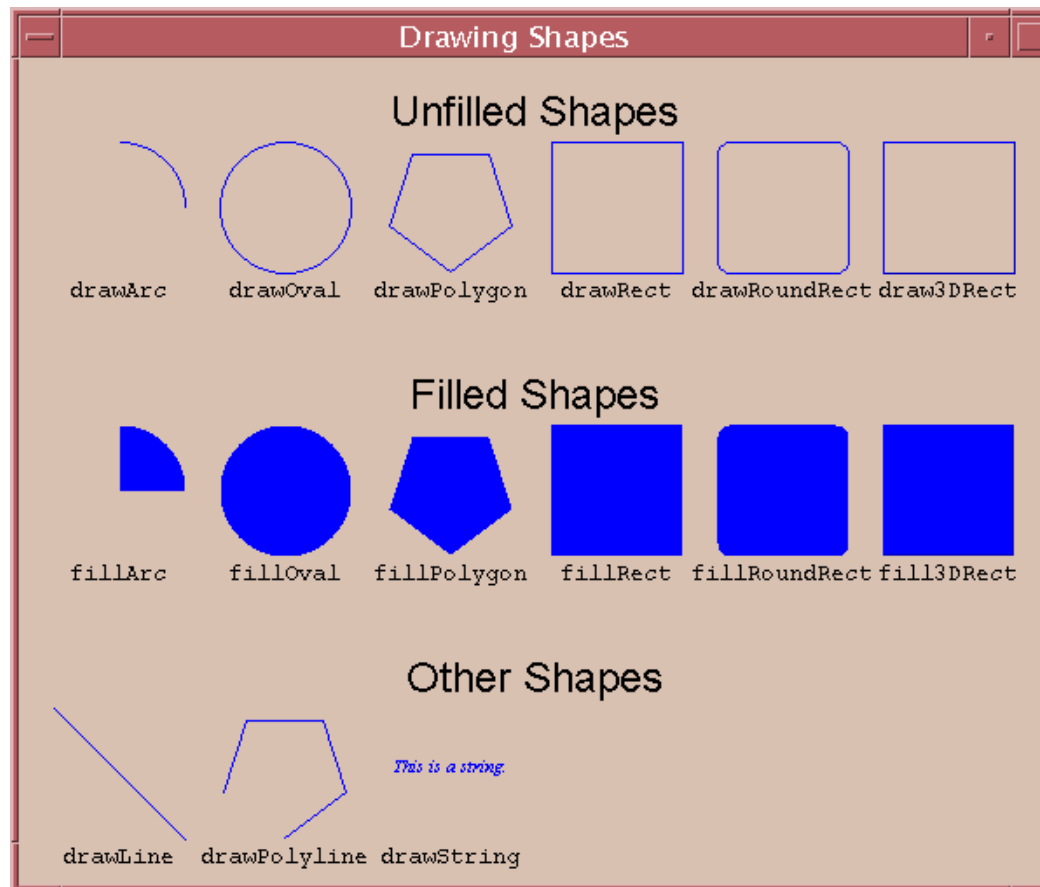 Drawing Shapes
Unfilled Shapes
drawArc drawOval drawPolygon drawRect drawRoundRect draw3DRect
Filled Shapes
fillArc fillOval fillPolygon fillRect fillRoundRect fill3DRect
Other Shapes
This is a string.
drawLine drawPolyline drawString